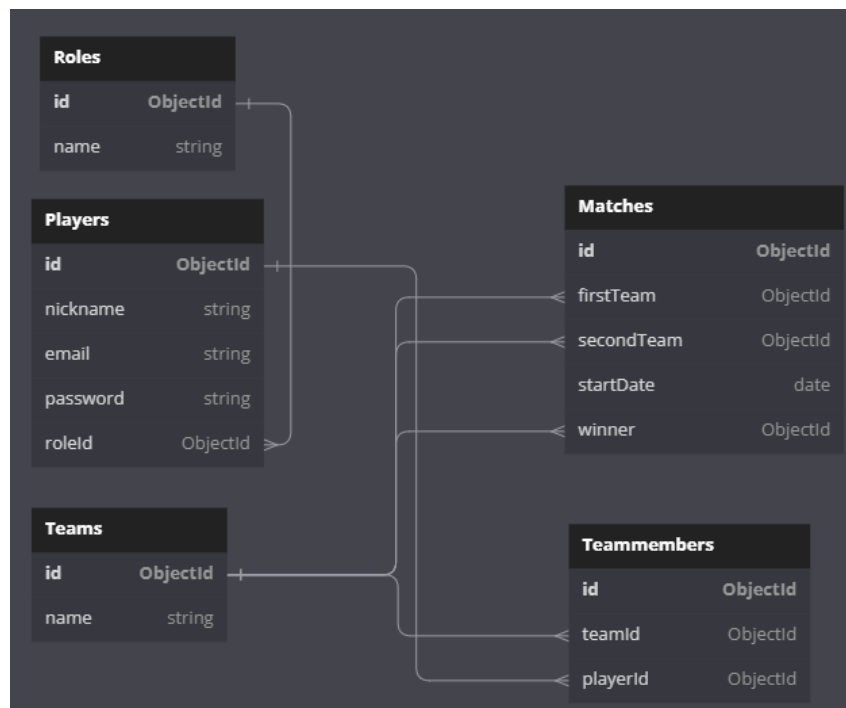 Roles
id ObjectId
name string
Players
id ObjectId
nickname string
email string
password string
roleId ObjectId
Teams
id ObjectId
name string
Matches
id ObjectId
firstTeam ObjectId
secondTeam ObjectId
startDate date
winner ObjectId
Teammembers
id ObjectId
teamId ObjectId
playerId ObjectId